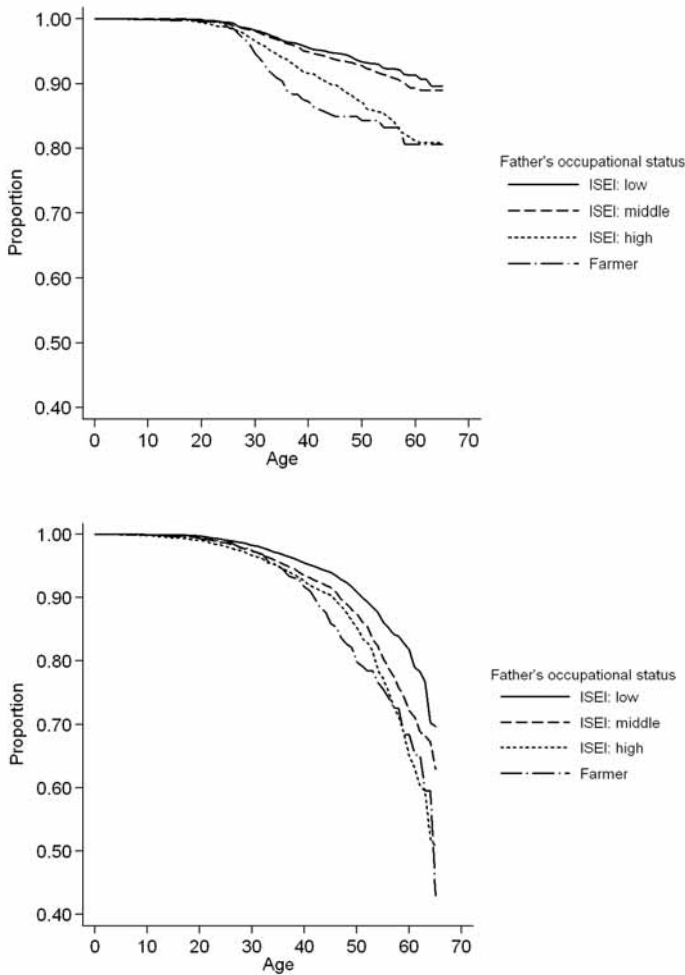 1.00
0.90
0.80
0.70
0.60
0.50
0.40
Proportion
0 10 20 30 40 50 60 70
Age
Father's occupational status
ISEI: low
ISEI: middle
ISEI: high
Farmer
1.00
0.90
0.80
0.70
0.60
0.50
0.40
Proportion
0 10 20 30 40 50 60 70
Age
Father's occupational status
ISEI: low
ISEI: middle
ISEI: high
Farmer